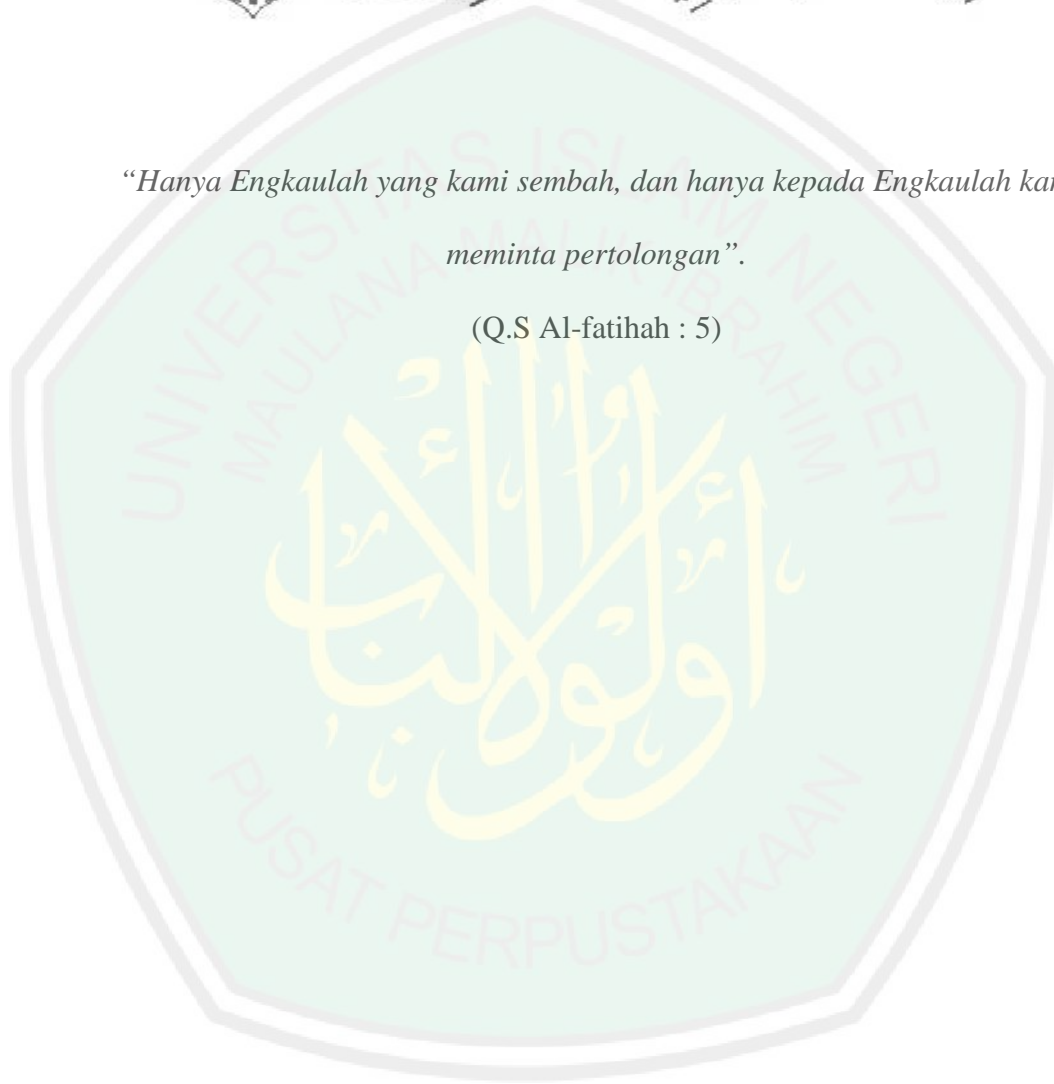 “Hanya Engkaulah yang kami sembah, dan hanya kepada Engkaulah
meminta pertolongan”.
(Q.S Al-fatihah : 5)
UNIVERSITAS ISLAM NEGERI
MAULANA MALIK IBRAHIM
PUSAT PERPUSTAKAAN